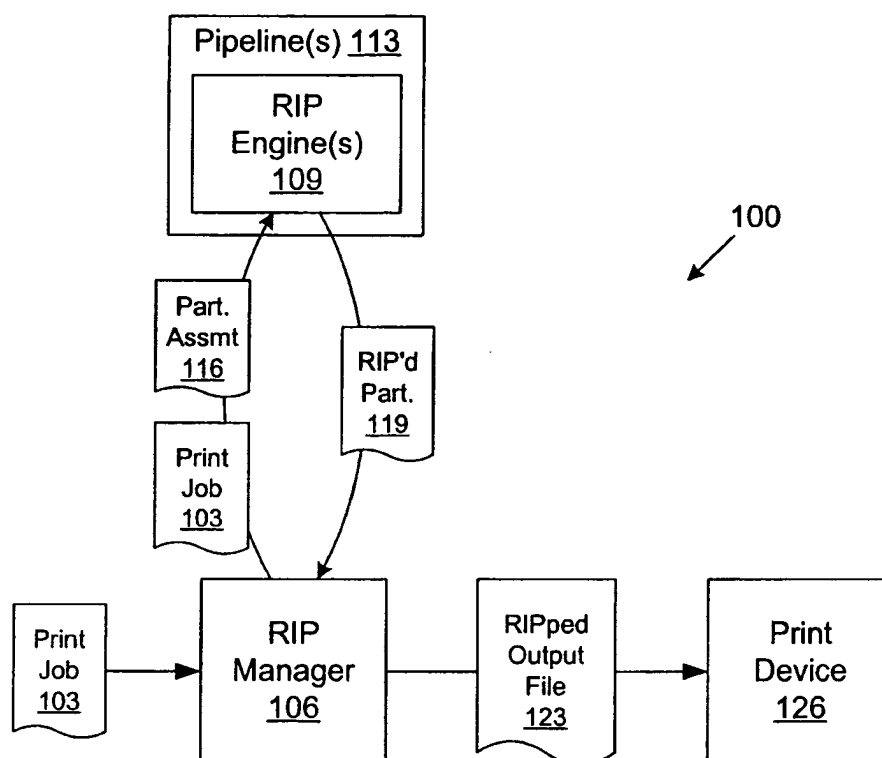 Pipeline(s) 113
RIP
Engine(s)
109
100
Part.
Assmt
116
RIP'd
Part.
119
Print
Job
103
Print
Job
103
RIP
Manager
106
RIPped
Output
File
123
Print
Device
126